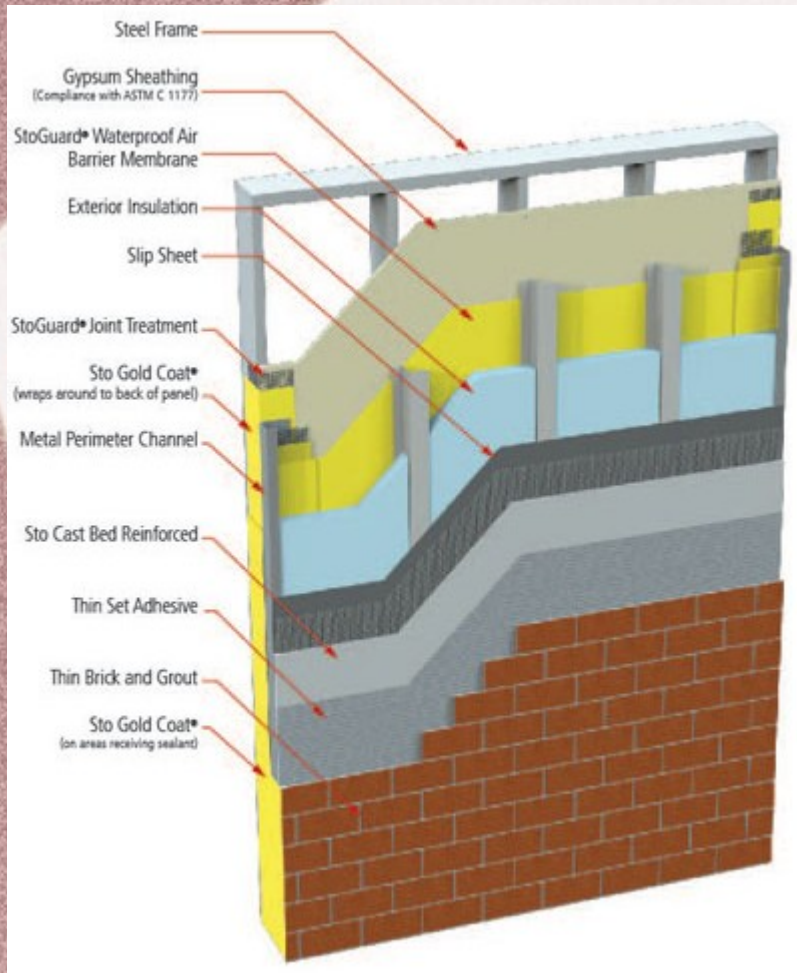 Steel Frame
Gypsum Sheathing
(Compliance with ASTM C 1177)
StoGuard® Waterproof Air
Barrier Membrane
Exterior Insulation
Slip Sheet
StoGuard® Joint Treatment
Sto Gold Coat®
(wraps around to back of panel)
Metal Perimeter Channel
Sto Cast Bed Reinforced
Thin Set Adhesive
Thin Brick and Grout
Sto Gold Coat®
(on areas receiving sealant)